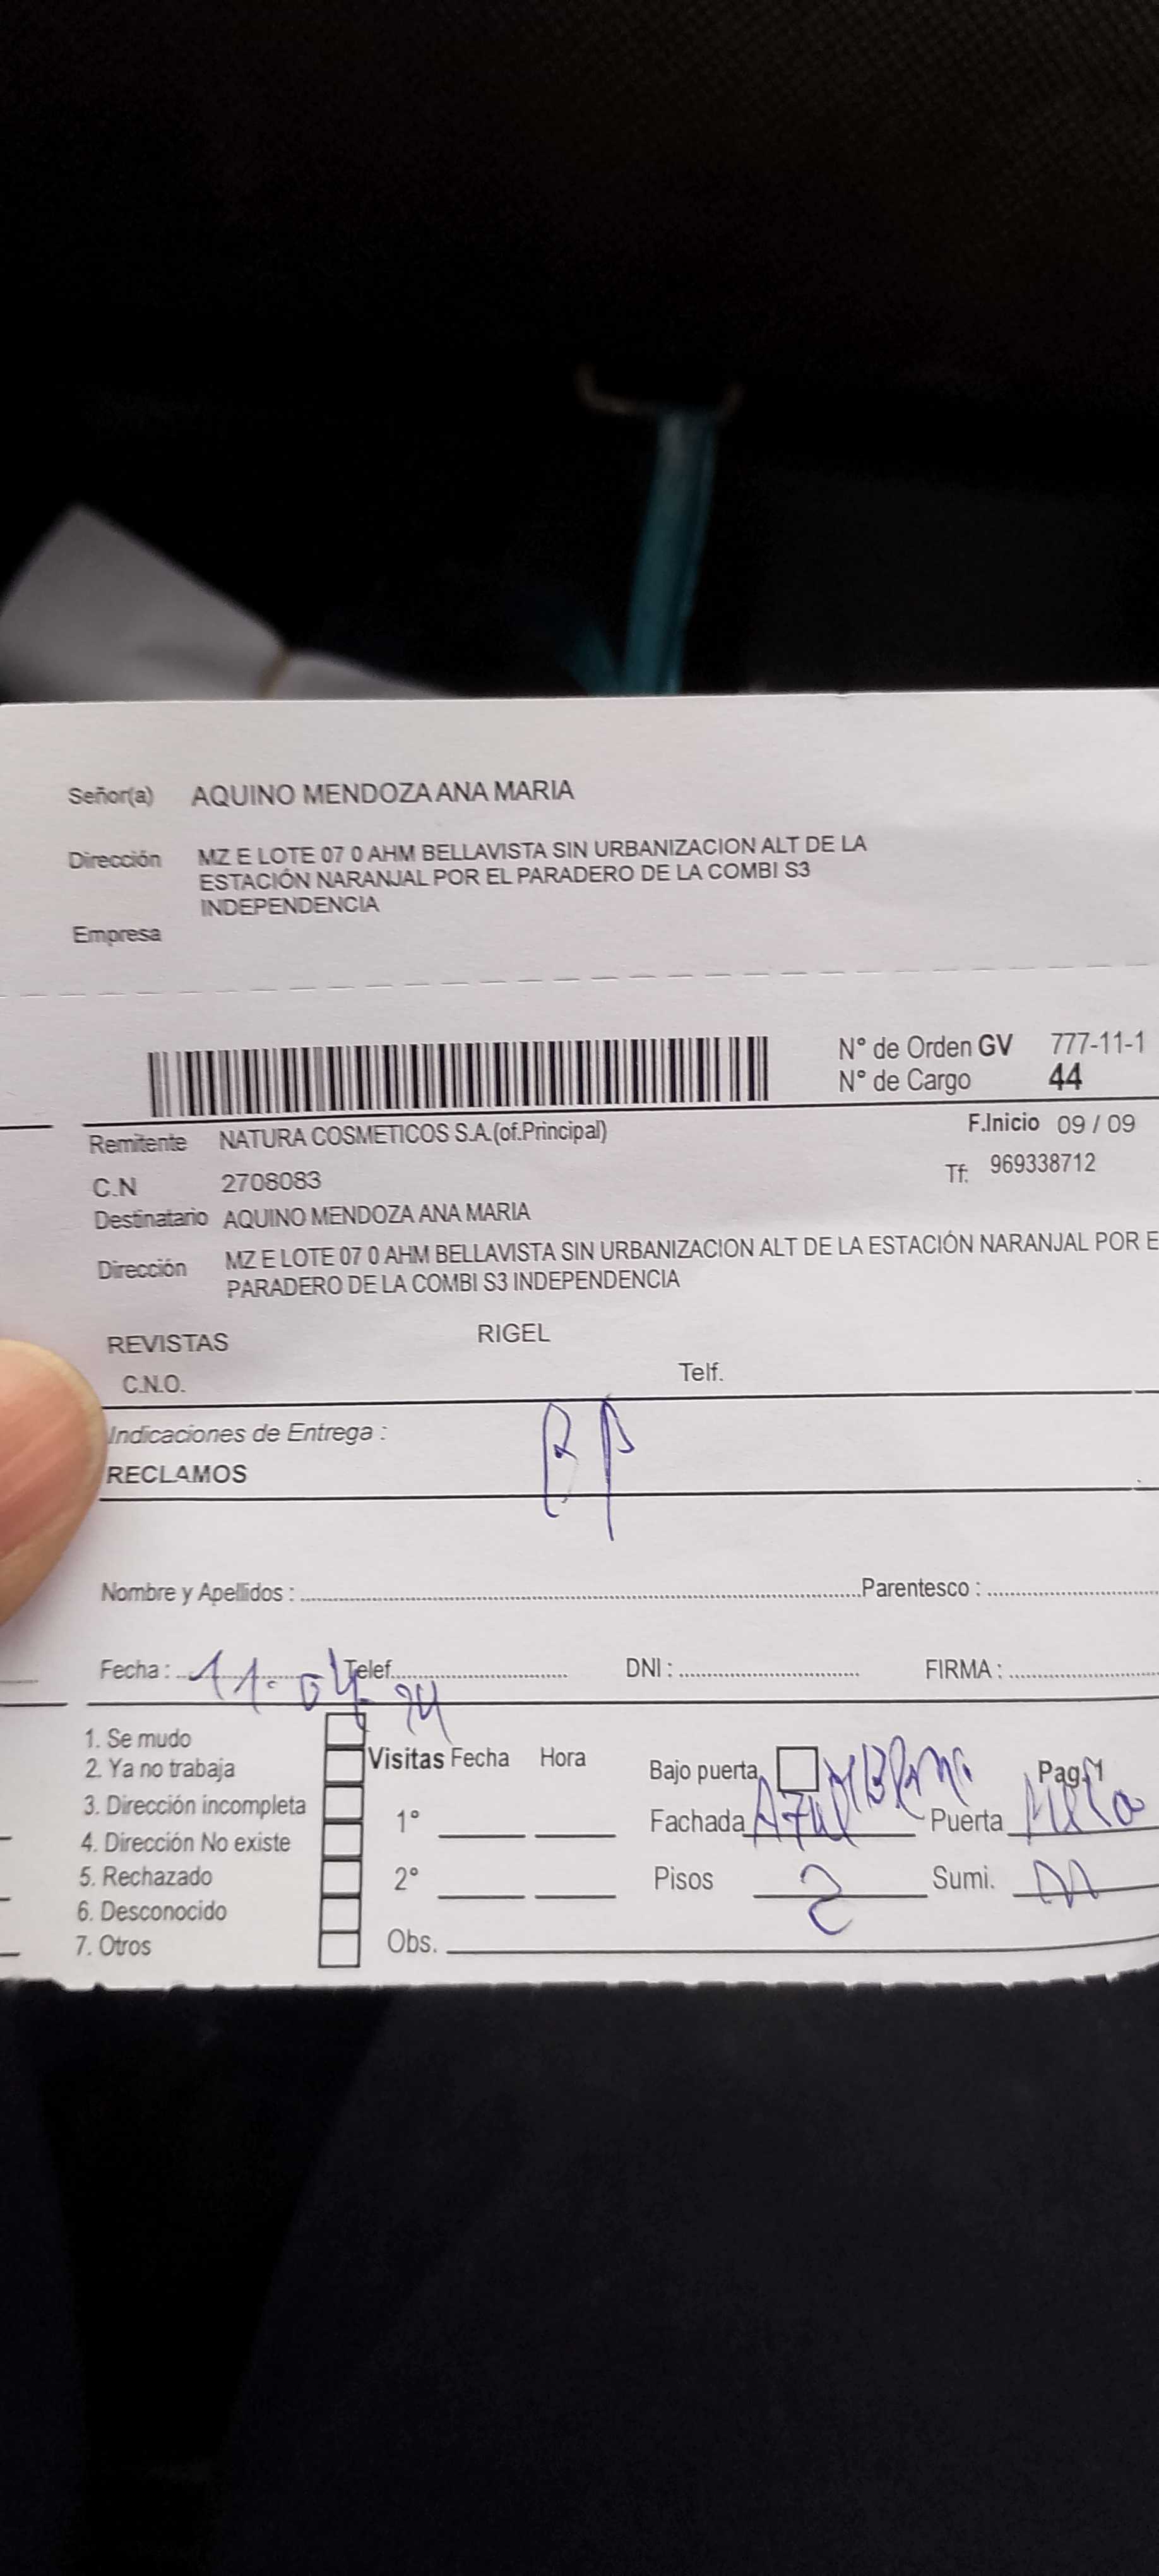 Señor(a) AQUINO MENDOZA ANA MARIA
Dirección MZ E LOTE 07 0 AHM BELLAVISTA SIN URBANIZACION ALT DE LA
ESTACIÓN NARANJAL POR EL PARADERO DE LA COMBI S3
INDEPENDENCIA
Empresa
N° de Orden GV 777-11-1
N° de Cargo 44
Remitente NATURA COSMETICOS S.A.(of.Principal) F.Inicio 09 / 09
C.N 2708083 Tf: 969338712
Destinatario AQUINO MENDOZA ANA MARIA
Dirección MZ E LOTE 07 0 AHM BELLAVISTA SIN URBANIZACION ALT DE LA ESTACIÓN NARANJAL POR E
PARADERO DE LA COMBI S3 INDEPENDENCIA
REVISTAS RIGEL
C.N.O. Telf.
Indicaciones de Entrega : BP
RECLAMOS
Nombre y Apellidos : Parentesco :
Fecha : 11. Telef. DNI : FIRMA :
1. Se mudo
2. Ya no trabaja Visitas Fecha Hora Bajo puerta Pag.1
3. Dirección incompleta 1° Fachada Azul Puerta
4. Dirección No existe
5. Rechazado 2° Pisos 2 Sumi.
6. Desconocido
7. Otros Obs.